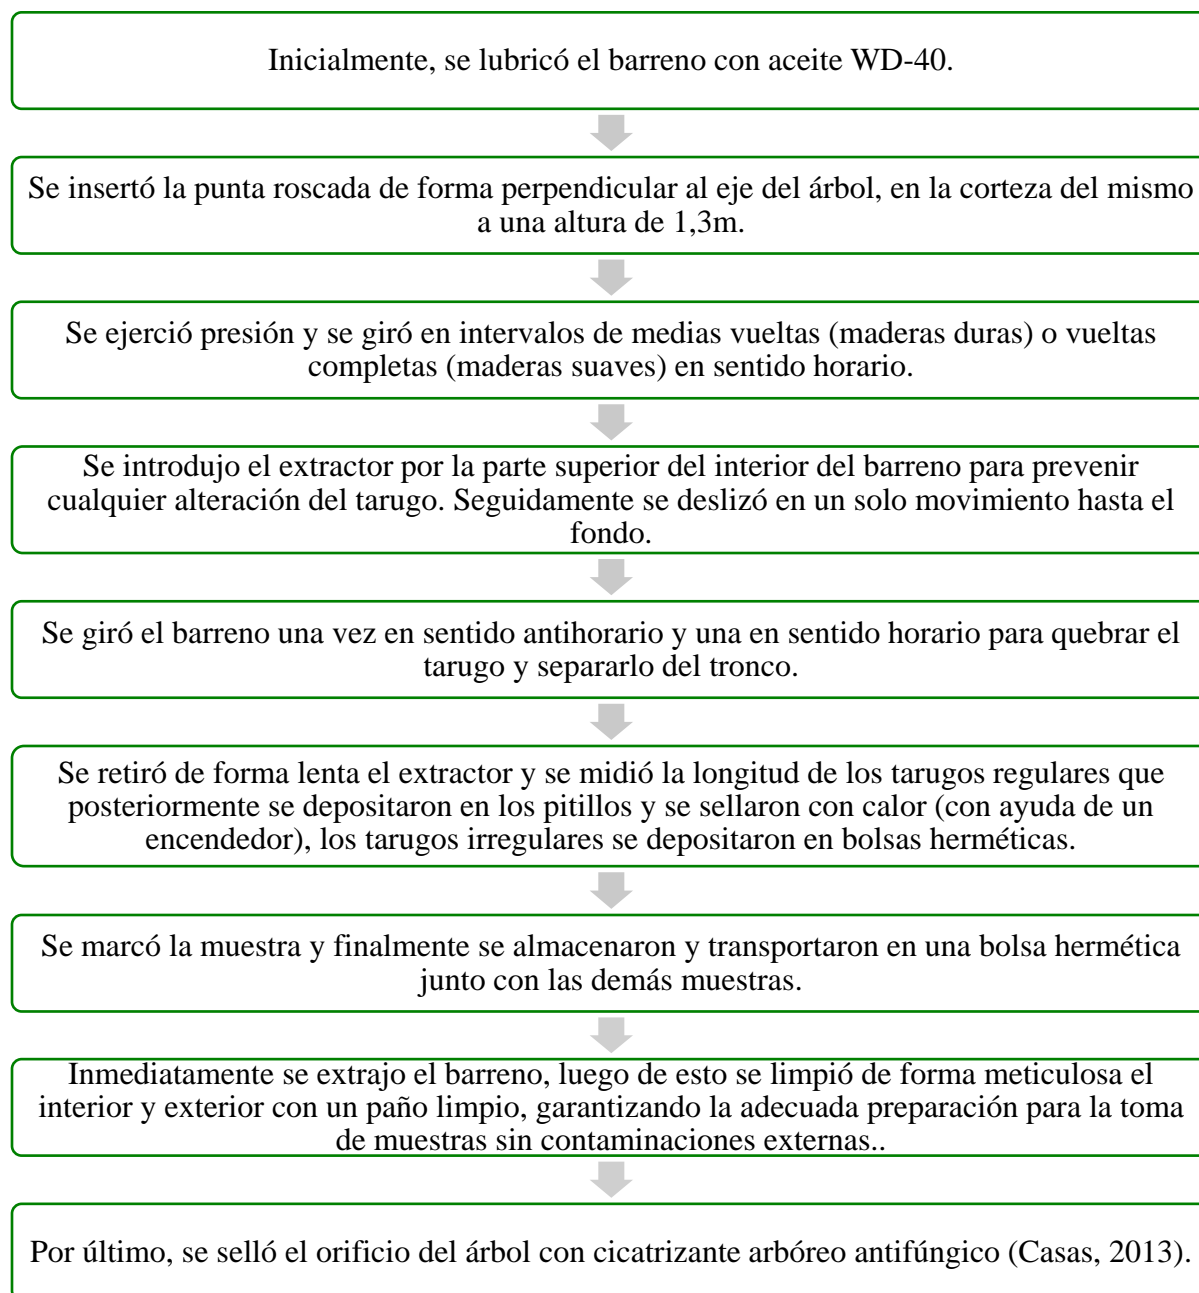 Inicialmente, se lubricó el barreno con aceite WD-40.
Se insertó la punta roscada de forma perpendicular al eje del árbol, en la corteza del mismo
a una altura de 1,3m.
Se ejerció presión y se giró en intervalos de medias vueltas (maderas duras) o vueltas
completas (maderas suaves) en sentido horario.
Se introdujo el extractor por la parte superior del interior del barreno para prevenir
cualquier alteración del tarugo. Seguidamente se deslizó en un solo movimiento hasta el
fondo.
Se giró el barreno una vez en sentido antihorario y una en sentido horario para quebrar el
tarugo y separarlo del tronco.
Se retiró de forma lenta el extractor y se midió la longitud de los tarugos regulares que
posteriormente se depositaron en los pitillos y se sellaron con calor (con ayuda de un
encendedor), los tarugos irregulares se depositaron en bolsas herméticas.
Se marcó la muestra y finalmente se almacenaron y transportaron en una bolsa hermética
junto con las demás muestras.
Inmediatamente se extrajo el barreno, luego de esto se limpió de forma meticulosa el
interior y exterior con un paño limpio, garantizando la adecuada preparación para la toma
de muestras sin contaminaciones externas..
Por último, se selló el orificio del árbol con cicatrizante arbóreo antifúngico (Casas, 2013).